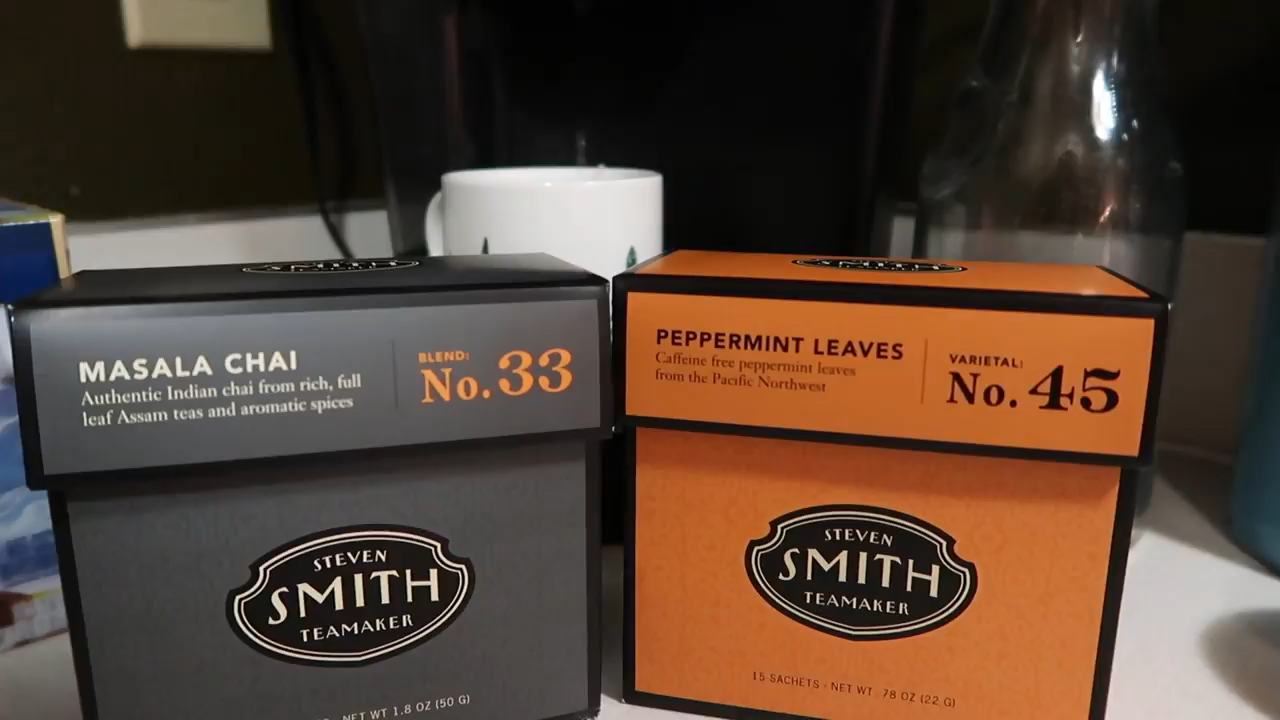 SMITH
MASALA CHAI
Authentic Indian chai from rich, full
leaf Assam teas and aromatic spices
BLEND:
No. 33
STEVEN
SMITH
TEAMAKER
NET WT 1.8 OZ (50 G)
SMITH
PEPPERMINT LEAVES
Caffeine free peppermint leaves
from the Pacific Northwest
VARIETAL:
No. 45
STEVEN
SMITH
TEAMAKER
15 SACHETS - NET WT .78 OZ (22 G)